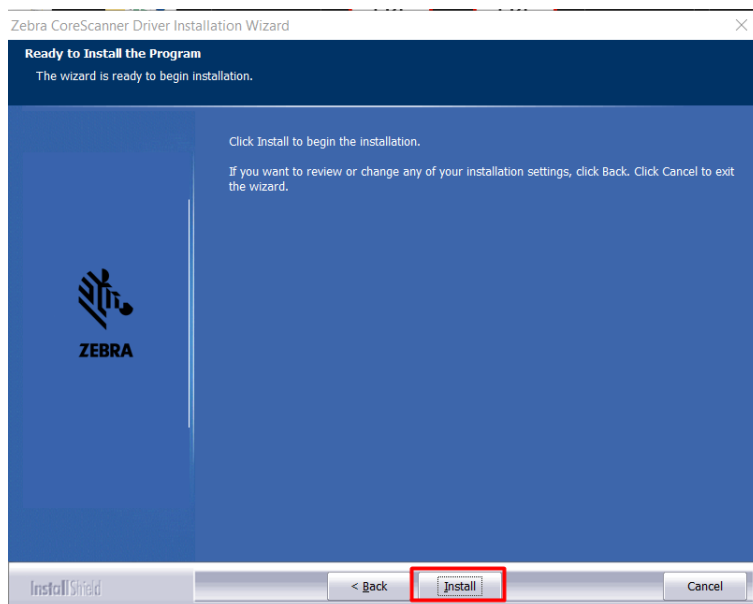 Zebra CoreScanner Driver Installation Wizard
Ready to Install the Program
The wizard is ready to begin installation.
Click Install to begin the installation.
If you want to review or change any of your installation settings, click Back. Click Cancel to exit
the wizard.
ZEBRA
InstallShield
< Back
Install
Cancel